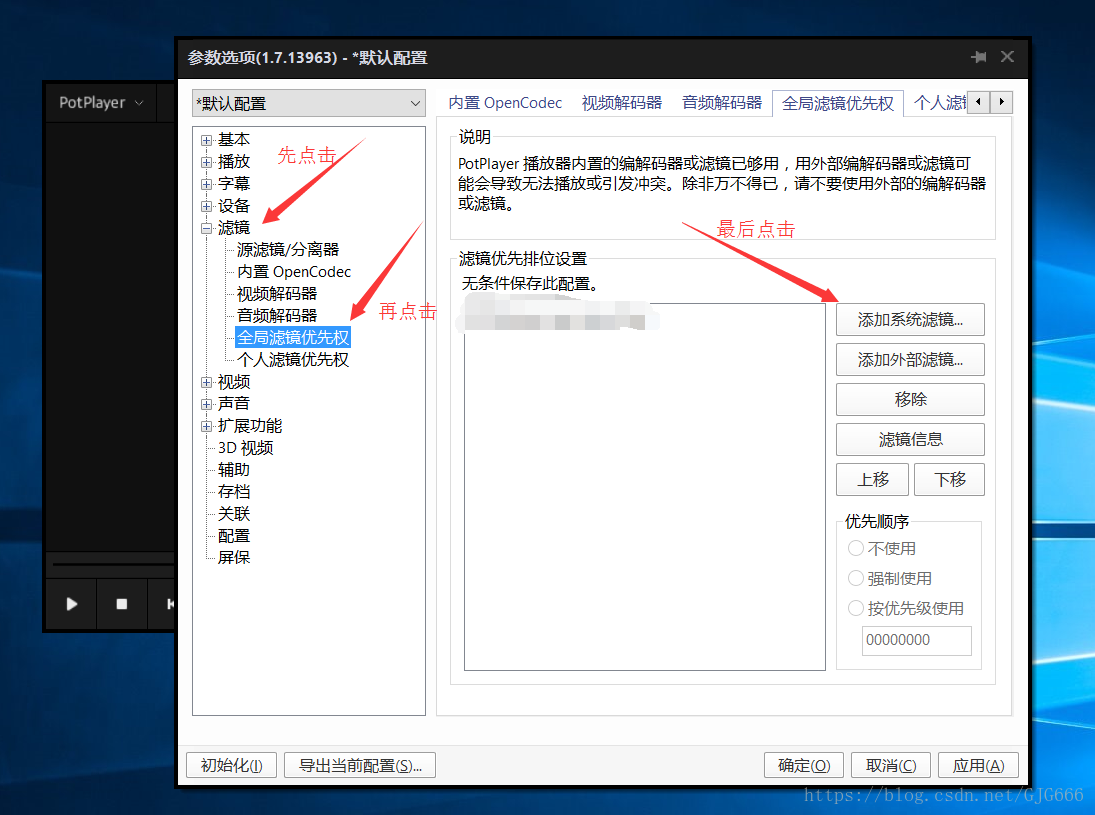 参数选项(1.7.13963) - *默认配置
PotPlayer
*默认配置
内置 OpenCodec 视频解码器 音频解码器 全局滤镜优先权 个人滤
基本
先点击
播放
字幕
设备
滤镜
源滤镜/分离器
内置 OpenCodec
视频解码器
音频解码器
再点击
全局滤镜优先权
个人滤镜优先权
视频
声音
扩展功能
3D 视频
辅助
存档
关联
配置
屏保
说明
PotPlayer 播放器内置的编解码器或滤镜已够用，用外部编解码器或滤镜可
能会导致无法播放或引发冲突。除非万不得已，请不要使用外部的编解码器
或滤镜。
最后点击
滤镜优先排位设置
无条件保存此配置。
添加系统滤镜...
添加外部滤镜...
移除
滤镜信息
上移 下移
优先顺序
不使用
强制使用
按优先级使用
00000000
初始化(I) 导出当前配置(S)... 确定(O) 取消(C) 应用(A)
https://blog.csdn.net/GJG666